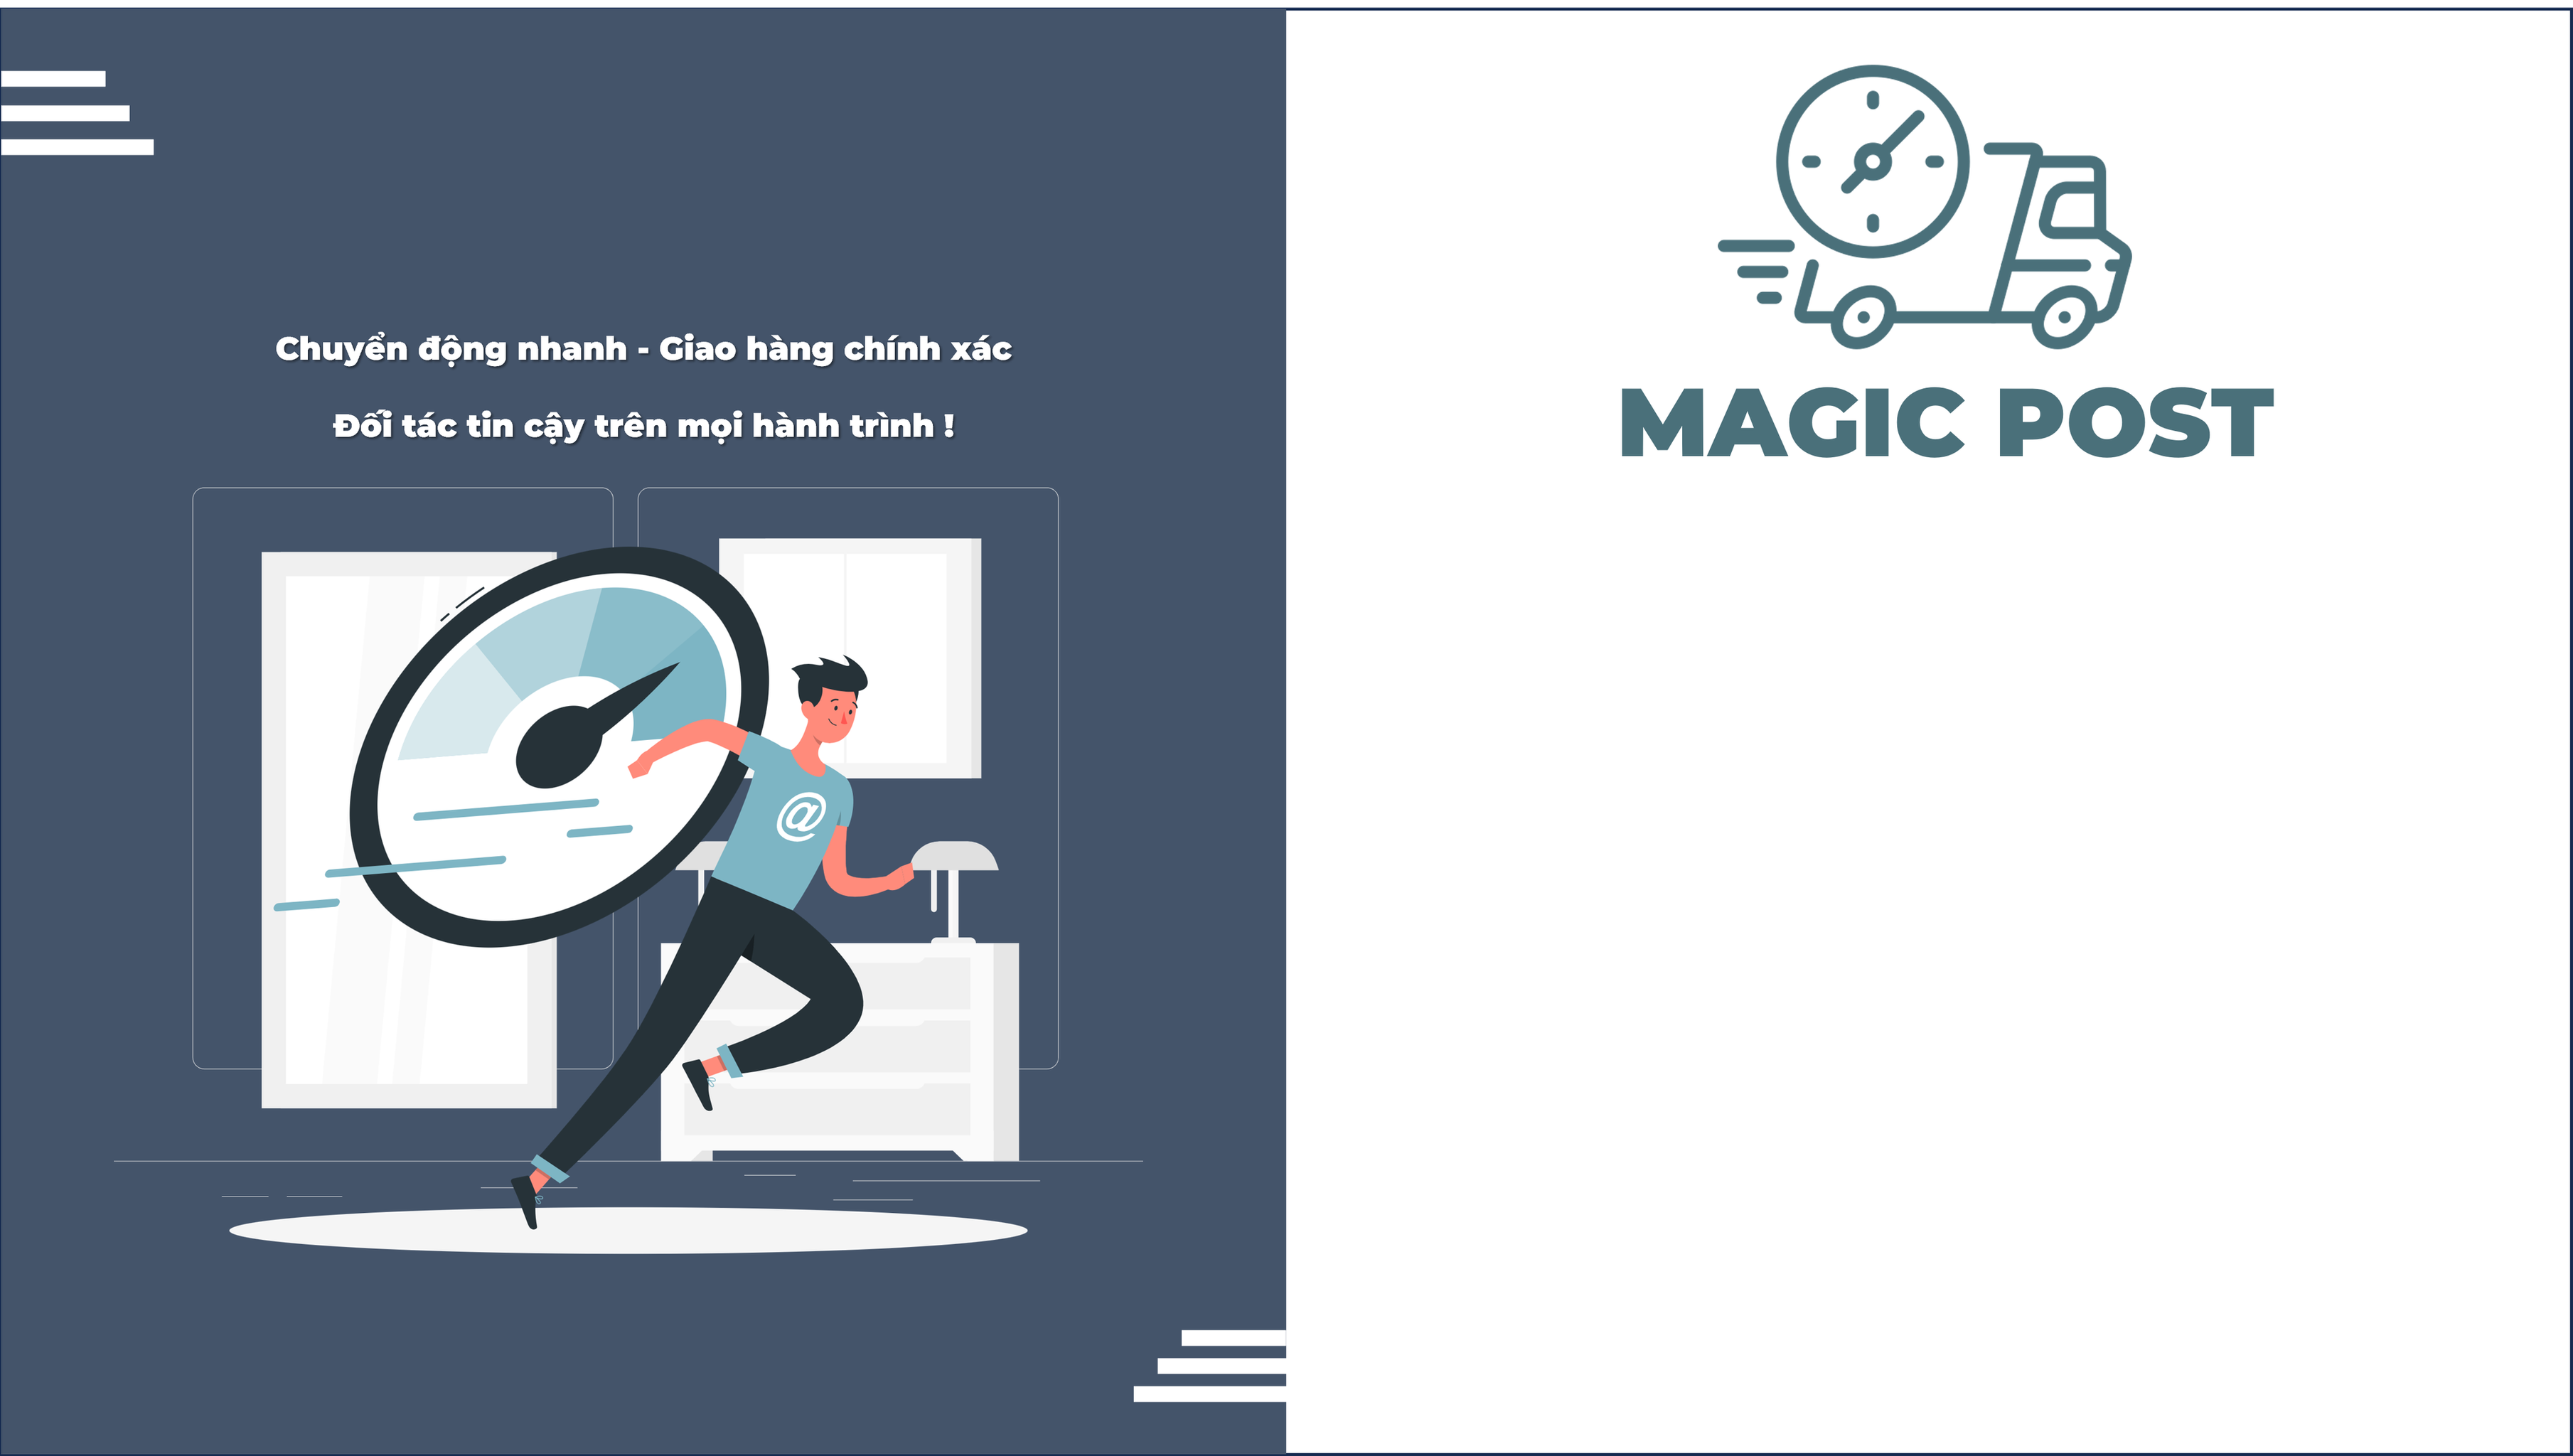 Chuyển động nhanh - Giao hàng chính xác
Đối tác tin cậy trên mọi hành trình !
@
MAGIC POST